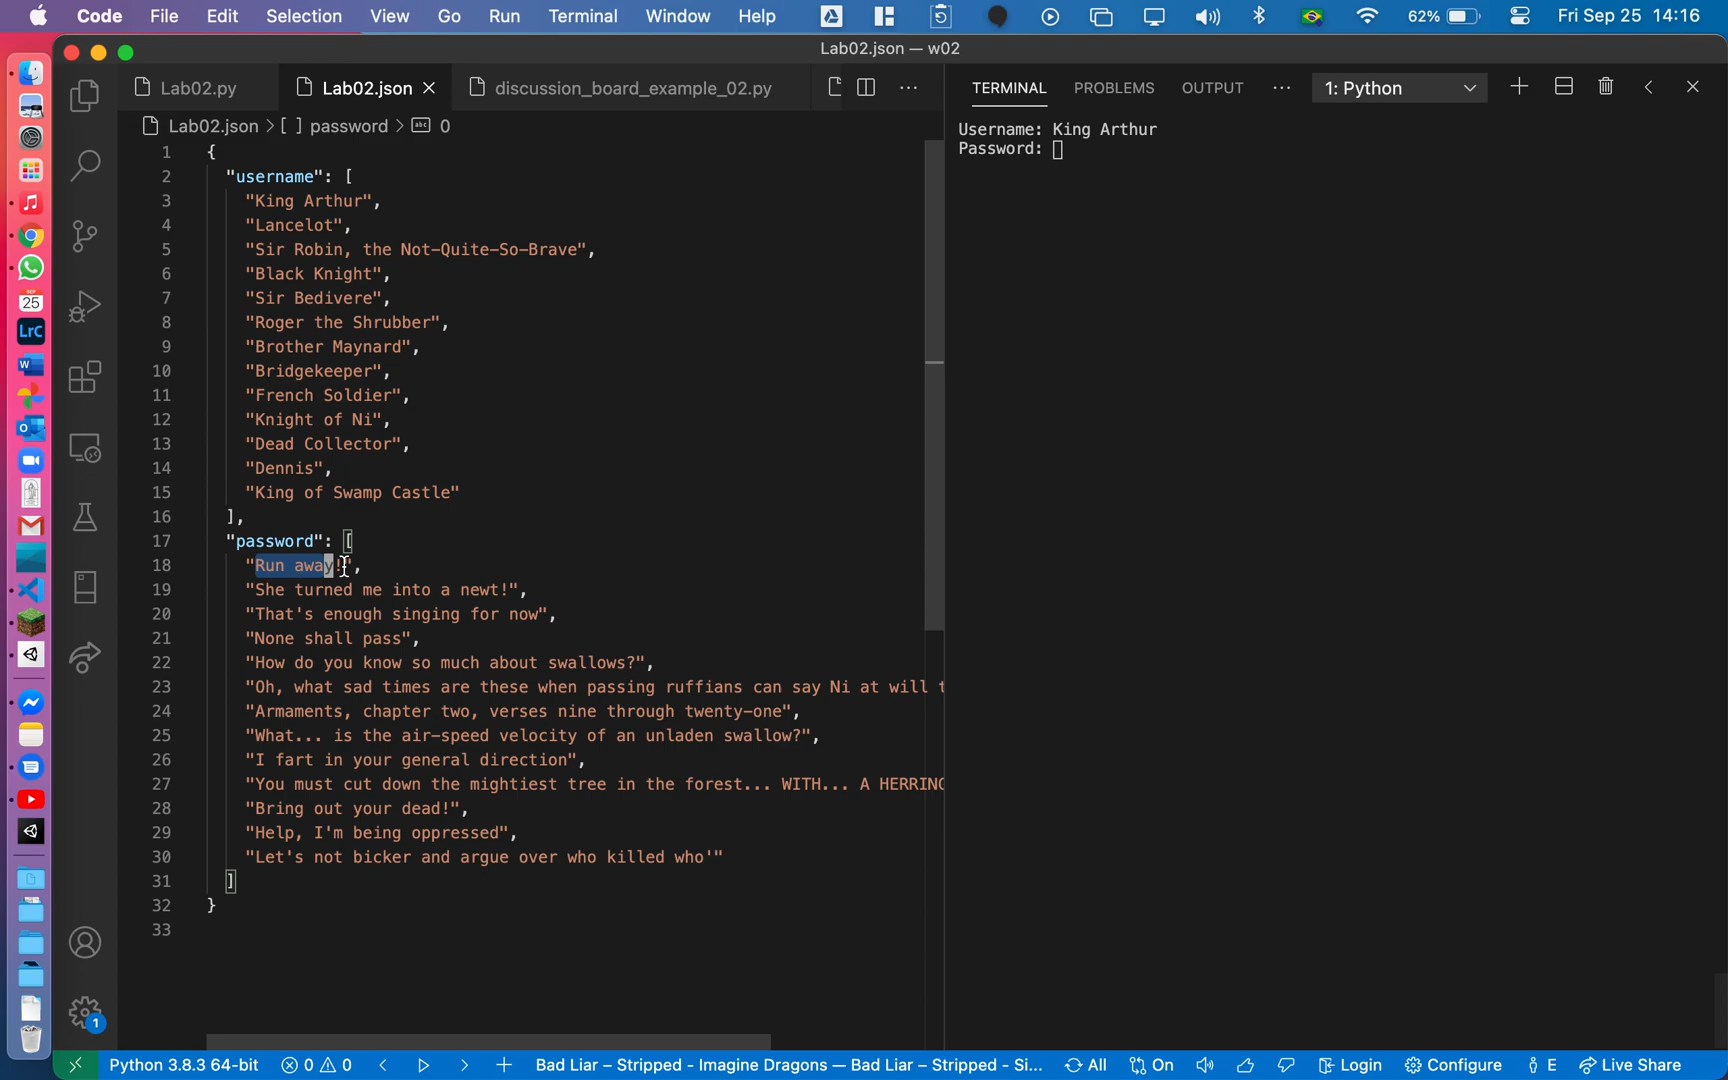 Code File Edit Selection View Go Run Terminal Window Help 62% Fri Sep 25 14:16
Lab02.json — w02
Lab02.py Lab02.json discussion_board_example_02.py
Lab02.json > [ ] password > abc 0
1 {
2 "username": [
3 "King Arthur",
4 "Lancelot",
5 "Sir Robin, the Not-Quite-So-Brave",
6 "Black Knight",
7 "Sir Bedivere",
8 "Roger the Shrubber",
9 "Brother Maynard",
10 "Bridgekeeper",
11 "French Soldier",
12 "Knight of Ni",
13 "Dead Collector",
14 "Dennis",
15 "King of Swamp Castle"
16 ],
17 "password": [
18 "Run away!",
19 "She turned me into a newt!",
20 "That's enough singing for now",
21 "None shall pass",
22 "How do you know so much about swallows?",
23 "Oh, what sad times are these when passing ruffians can say Ni at will t
24 "Armaments, chapter two, verses nine through twenty-one",
25 "What... is the air-speed velocity of an unladen swallow?",
26 "I fart in your general direction",
27 "You must cut down the mightiest tree in the forest... WITH... A HERRING
28 "Bring out your dead!",
29 "Help, I'm being oppressed",
30 "Let's not bicker and argue over who killed who'"
31 ]
32 }
33
TERMINAL PROBLEMS OUTPUT ... 1: Python
Username: King Arthur
Password:
SEP
25
LrC
W
1
Python 3.8.3 64-bit 0 0 Bad Liar – Stripped - Imagine Dragons — Bad Liar – Stripped - Si... All On Login Configure E Live Share